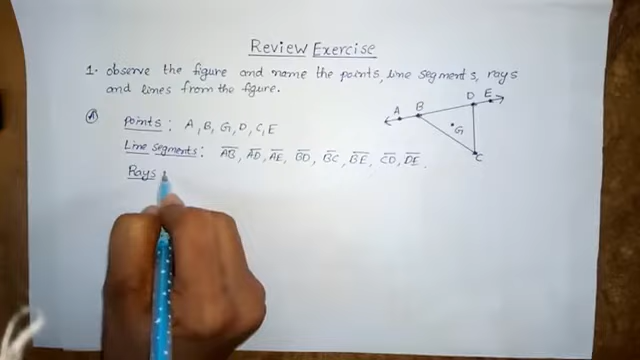 Review Exercise
1. observe the figure and name the points, line segments, rays
and lines from the figure.
A B D E
G
C
A Points: A, B, G, D, C, E
Line segments: AB, AD, AE, BD, BC, BE, CD, DE.
Rays